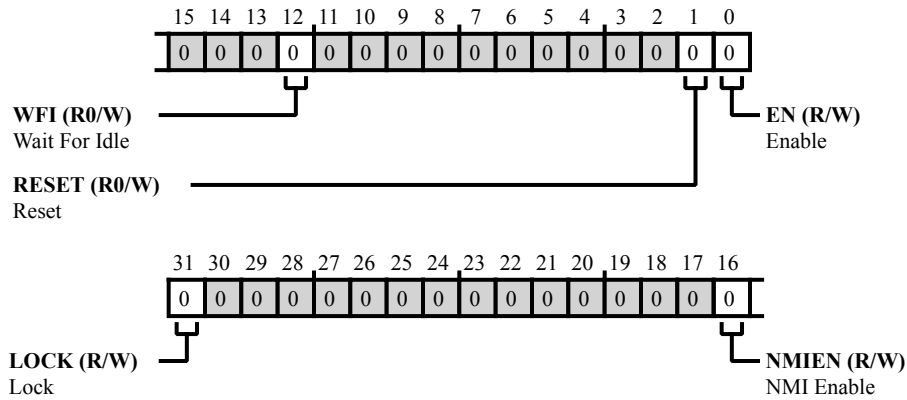 15 14 13 12 11 10 9 8 7 6 5 4 3 2 1 0
0 0 0 0 0 0 0 0 0 0 0 0 0 0 0 0
WFI (R0/W)
Wait For Idle
EN (R/W)
Enable
RESET (R0/W)
Reset
31 30 29 28 27 26 25 24 23 22 21 20 19 18 17 16
0 0 0 0 0 0 0 0 0 0 0 0 0 0 0 0
LOCK (R/W)
Lock
NMIEN (R/W)
NMI Enable